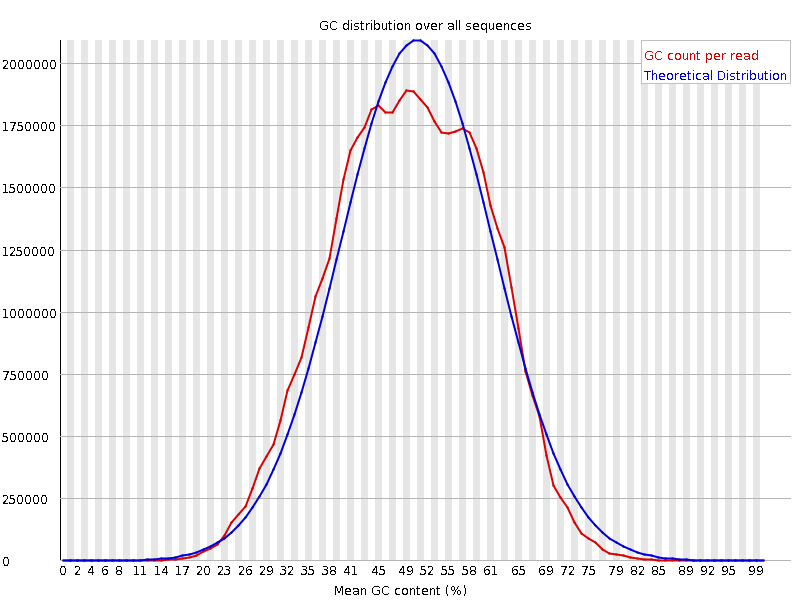 GC distribution over all sequences
GC count per read
Theoretical Distribution
2000000
1750000
1500000
1250000
1000000
750000
500000
250000
0
0 2 4 6 8 11 14 17 20 23 26 29 32 35 38 41 45 49 52 55 58 61 65 69 72 75 79 82 85 89 92 95 99
Mean GC content (%)